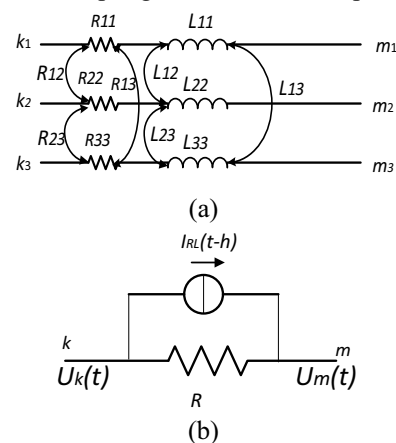 R11 L11
k1 m1
R12 R22 R13 L12 L22 L13
k2 m2
R23 R33 L23 L33
k3 m3
(a)
IRL(t-h)
k m
Uk(t) Um(t)
R
(b)